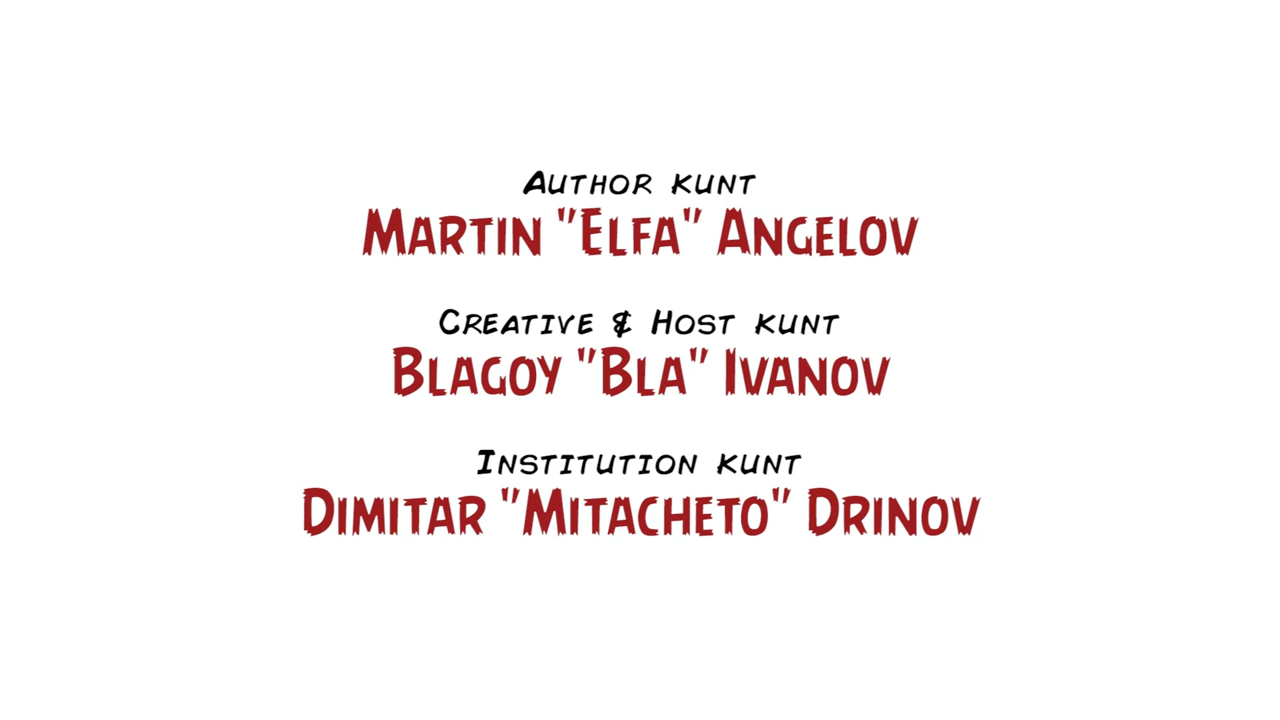 Author kunt
Martin "Elfa" Angelov
Creative & Host kunt
Blagoy "Bla" Ivanov
Institution kunt
Dimitar "Mitacheto" Drinov